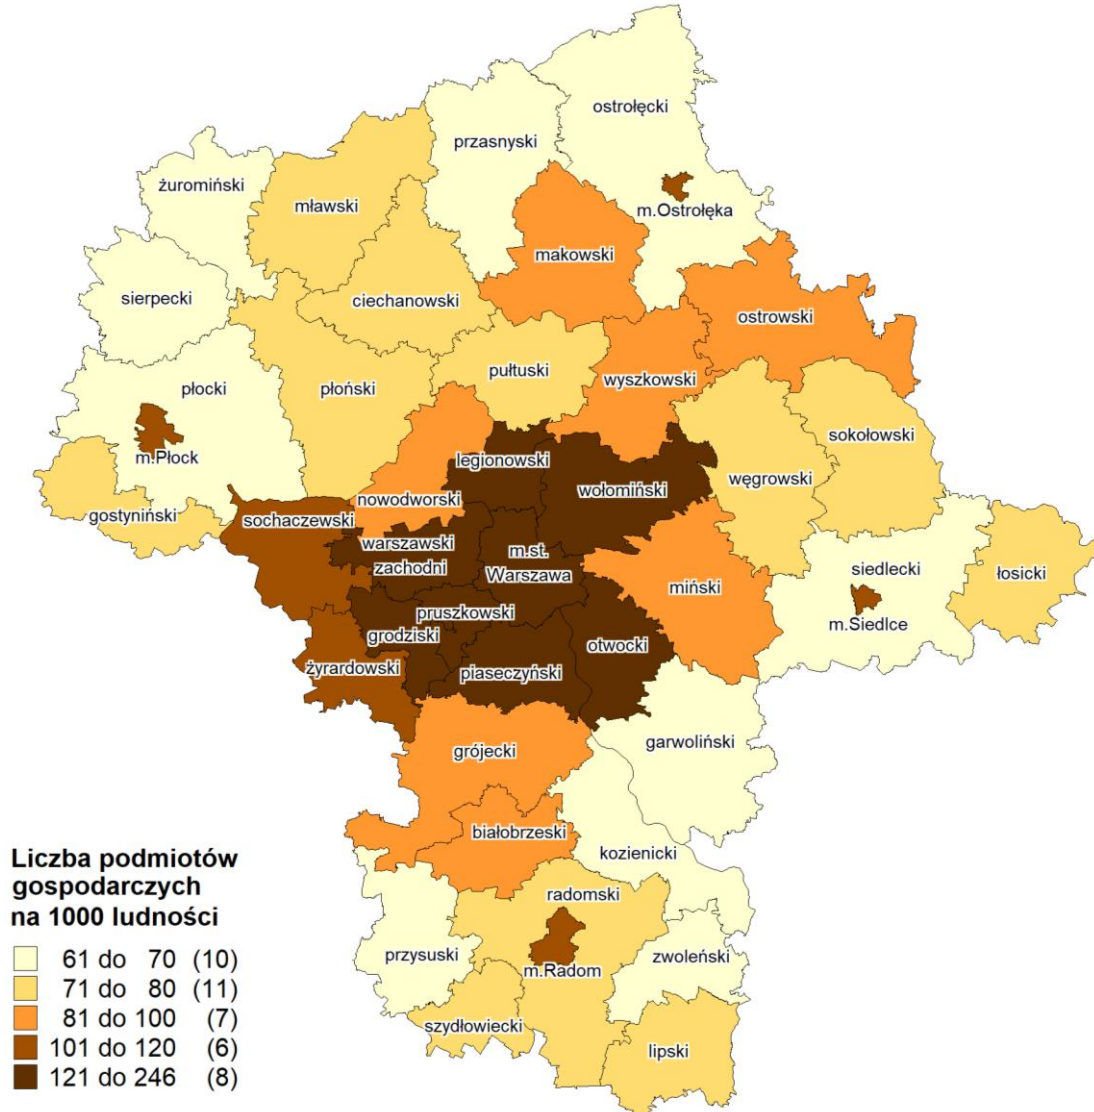 ostrołęcki
przasnyski
żuromiński
mławski
m.Ostrołęka
makowski
sierpecki
ciechanowski
ostrowski
płocki
płoński
pułtuski
wyszkowski
sokołowski
m.Płock
legionowski
wołomiński
węgrowski
nowodworski
gostyniński
sochaczewski
warszawski
zachodni
m.st.
Warszawa
siedlecki
łosicki
miński
pruszkowski
m.Siedlce
grodziski
otwocki
żyrardowski
piaseczyński
garwoliński
grójecki
białobrzeski
kozienicki
radomski
przysuski
zwoleński
m.Radom
szydłowiecki
lipski
Liczba podmiotów
gospodarczych
na 1000 ludności
61 do 70 (10)
71 do 80 (11)
81 do 100 (7)
101 do 120 (6)
121 do 246 (8)